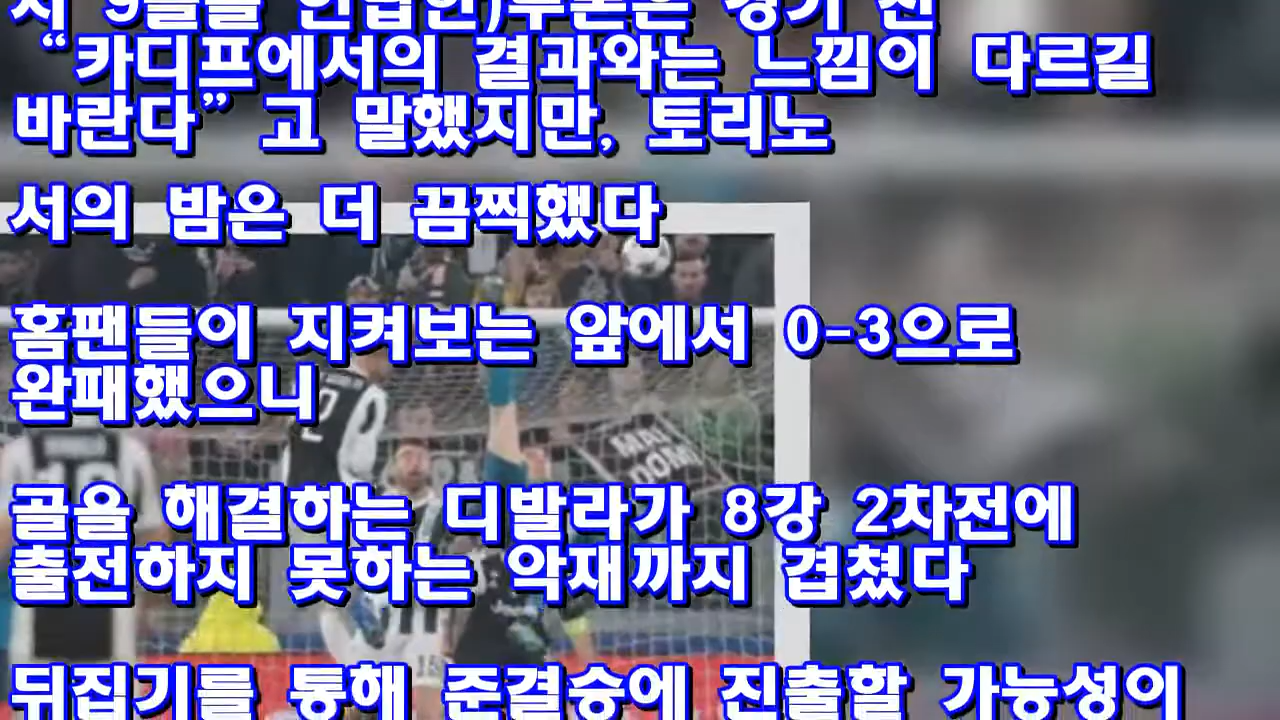 “카디프에서의 결과와는 느낌이 다르길
바란다”고 말했지만, 토리노
서의 밤은 더 끔찍했다
홈팬들이 지켜보는 앞에서 0-3으로
완패했으니
골을 해결하는 디발라가 8강 2차전에
출전하지 못하는 악재까지 겹쳤다
뒤집기를 통해 준결승에 진출할 가능성이